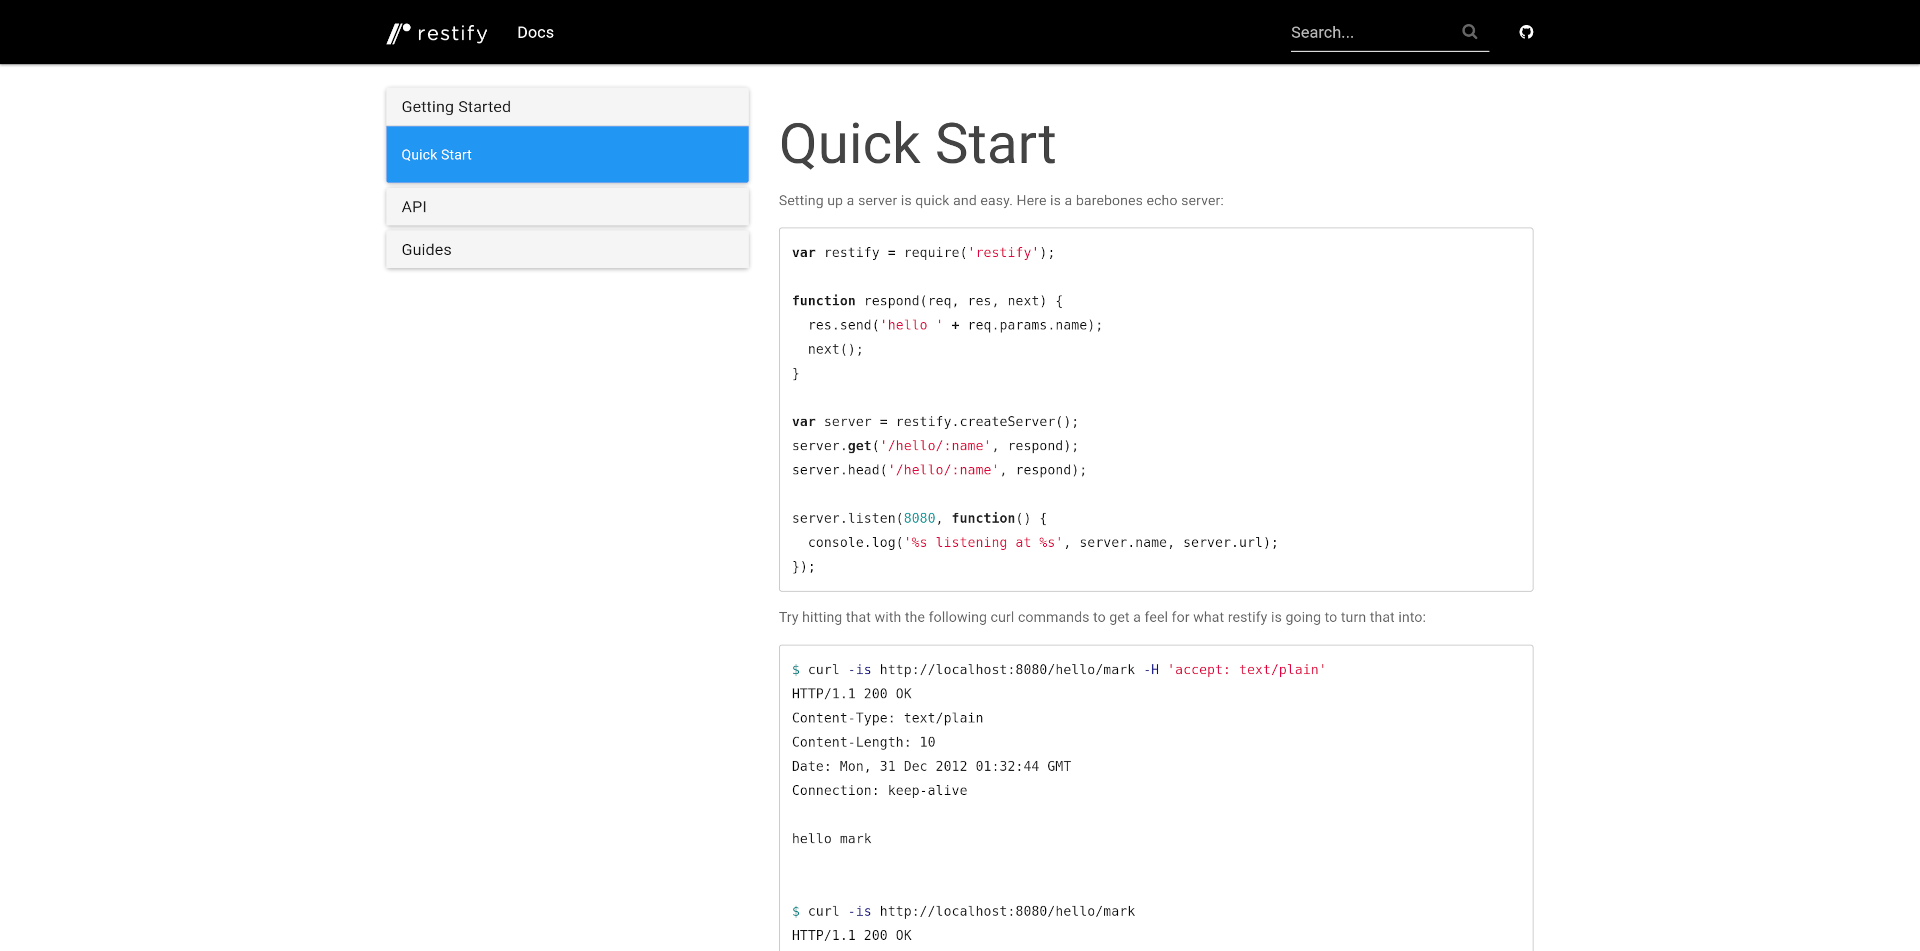 restify
Docs
Search...
Getting Started
Quick Start
API
Guides
Quick Start
Setting up a server is quick and easy. Here is a barebones echo server:
var restify = require('restify');
function respond(req, res, next) {
  res.send('hello ' + req.params.name);
  next();
}
var server = restify.createServer();
server.get('/hello/:name', respond);
server.head('/hello/:name', respond);
server.listen(8080, function() {
  console.log('%s listening at %s', server.name, server.url);
});
Try hitting that with the following curl commands to get a feel for what restify is going to turn that into:
$ curl -is http://localhost:8080/hello/mark -H 'accept: text/plain'
HTTP/1.1 200 OK
Content-Type: text/plain
Content-Length: 10
Date: Mon, 31 Dec 2012 01:32:44 GMT
Connection: keep-alive
hello mark
$ curl -is http://localhost:8080/hello/mark
HTTP/1.1 200 OK